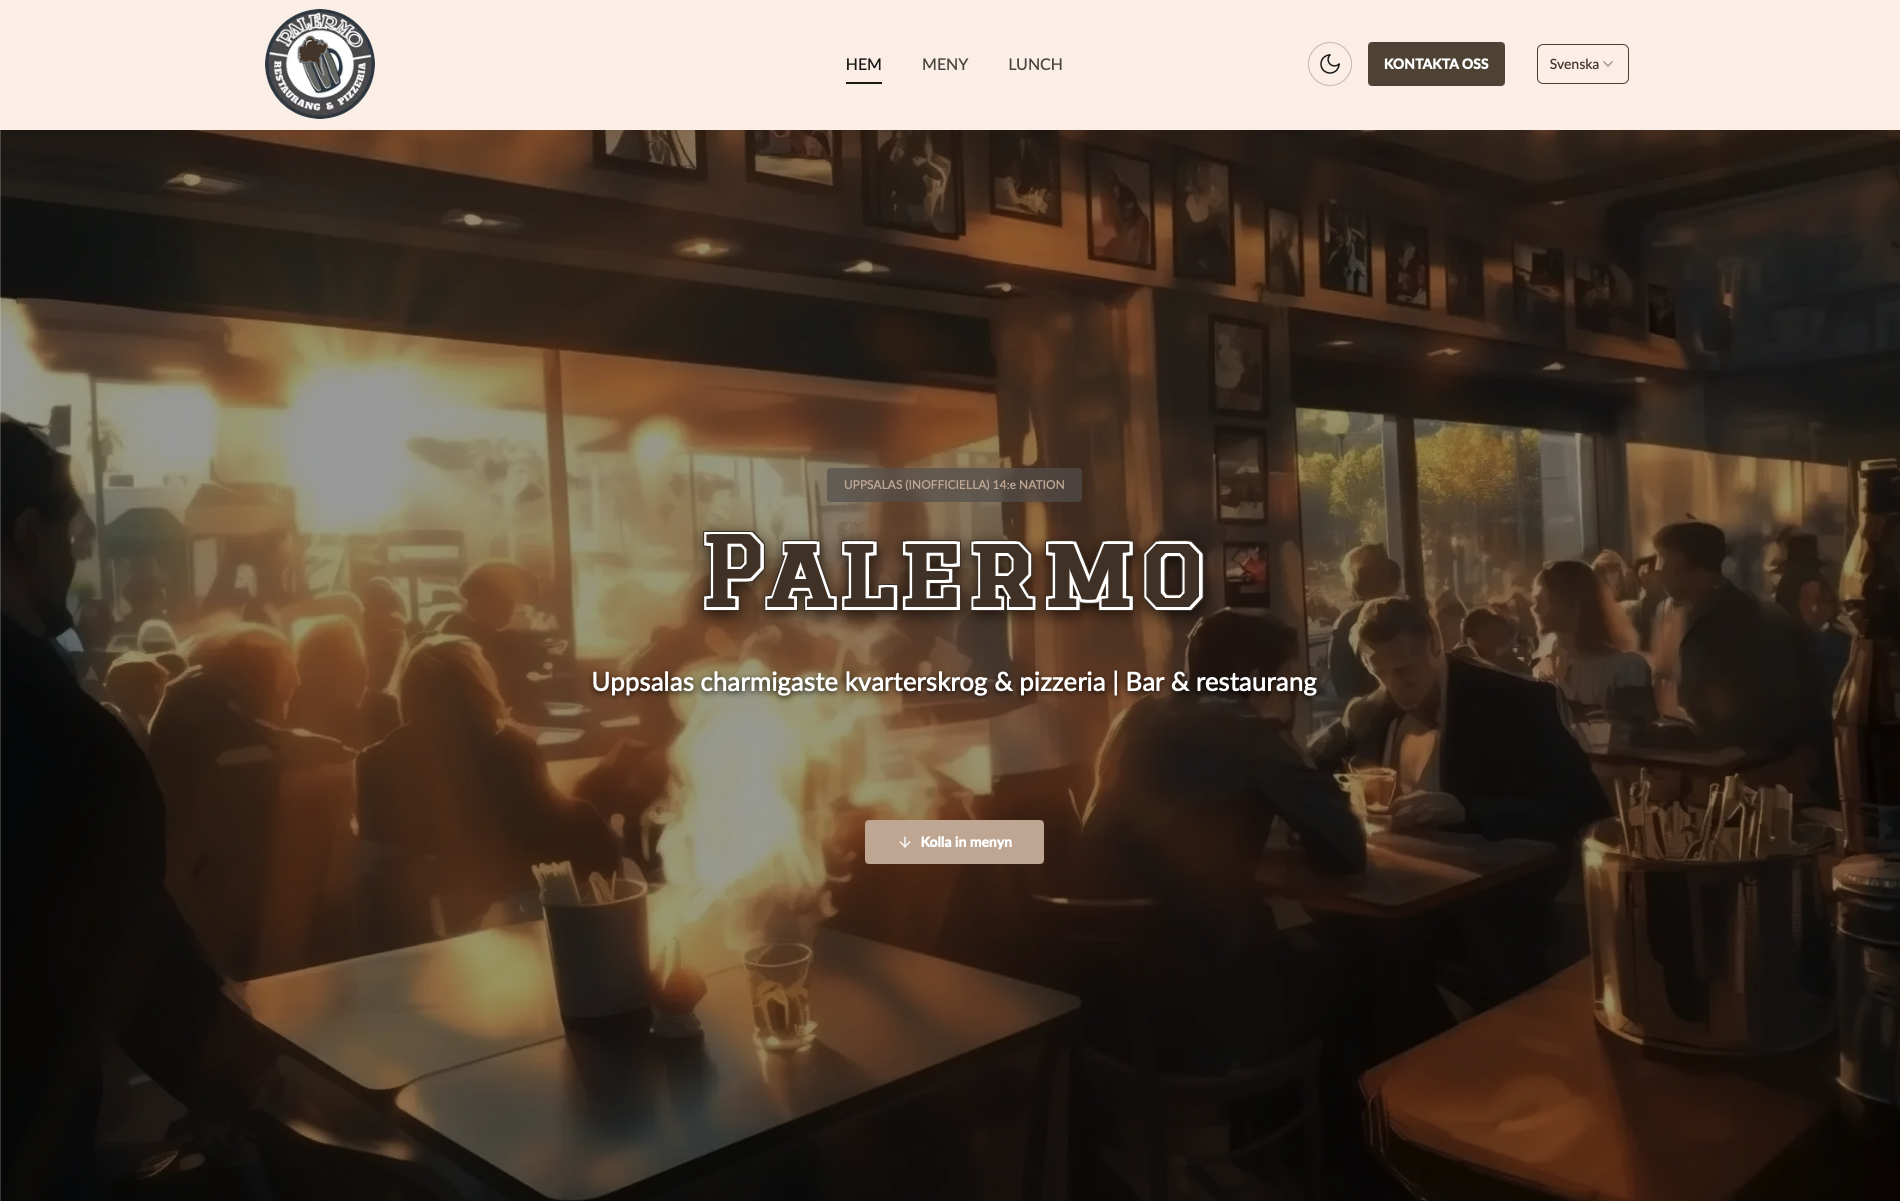 PALERMO
RESTAURANG & PIZZERIA
HEM
MENY
LUNCH
KONTAKTA OSS
Svenska
UPPSALAS (INOFFICIELLA) 14:e NATION
PALERMO
Uppsalas charmigaste kvarterskrog & pizzeria | Bar & restaurang
Kolla in menyn